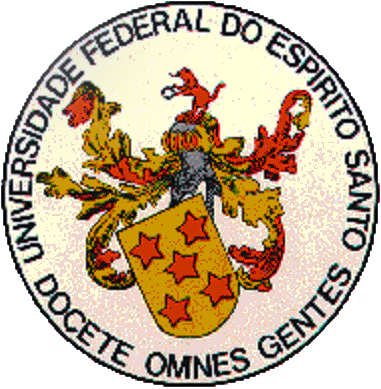 UNIVERSIDADE FEDERAL DO ESPIRITO SANTO
DOCETE OMNES GENTES